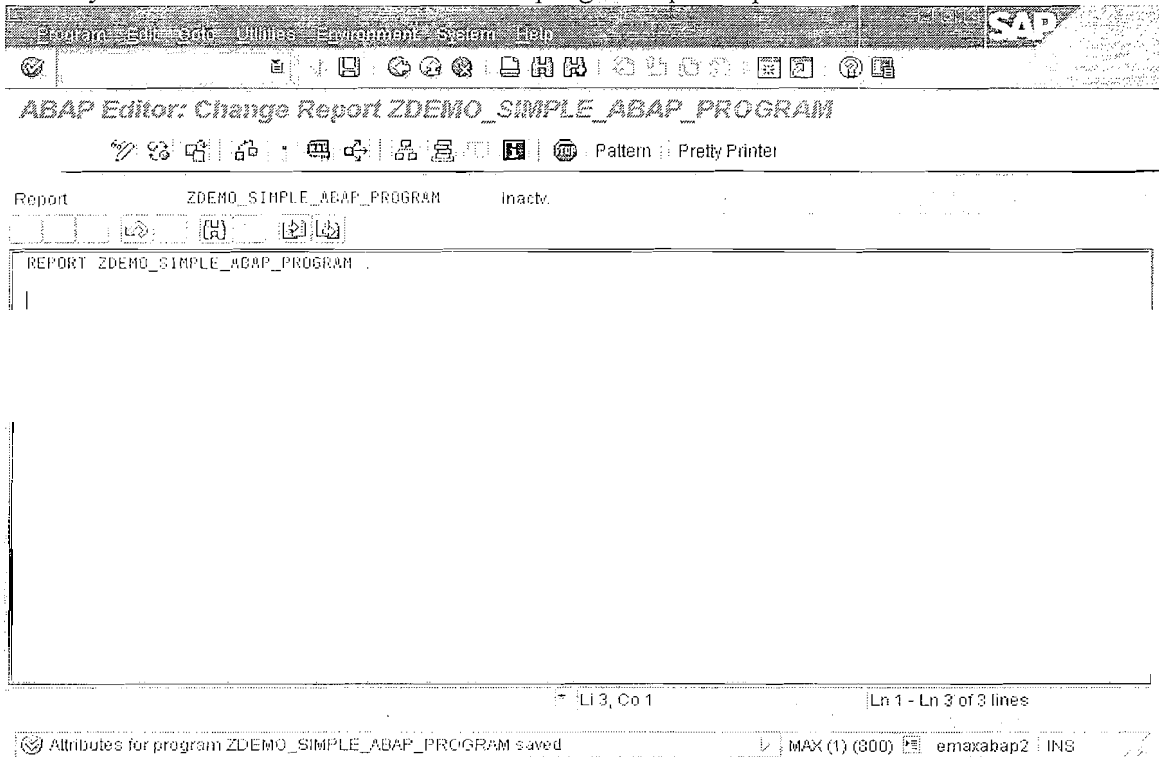 Program Edit Goto Utilities Environment System Help
SAP
ABAP Editor: Change Report ZDEMO_SIMPLE_ABAP_PROGRAM
Pattern Pretty Printer
Report ZDEMO_SIMPLE_ABAP_PROGRAM Inactv.
REPORT ZDEMO_SIMPLE_ABAP_PROGRAM .
Li 3, Co 1 Ln 1 - Ln 3 of 3 lines
Attributes for program ZDEMO_SIMPLE_ABAP_PROGRAM saved MAX (1) (800) emaxabap2 INS